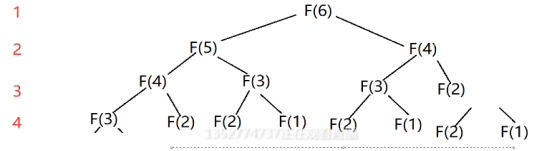 1 F(6)
2 F(5) F(4)
3 F(4) F(3) F(3) F(2)
4 F(3) F(2) F(2) F(1) F(2) F(1) F(2) F(1)